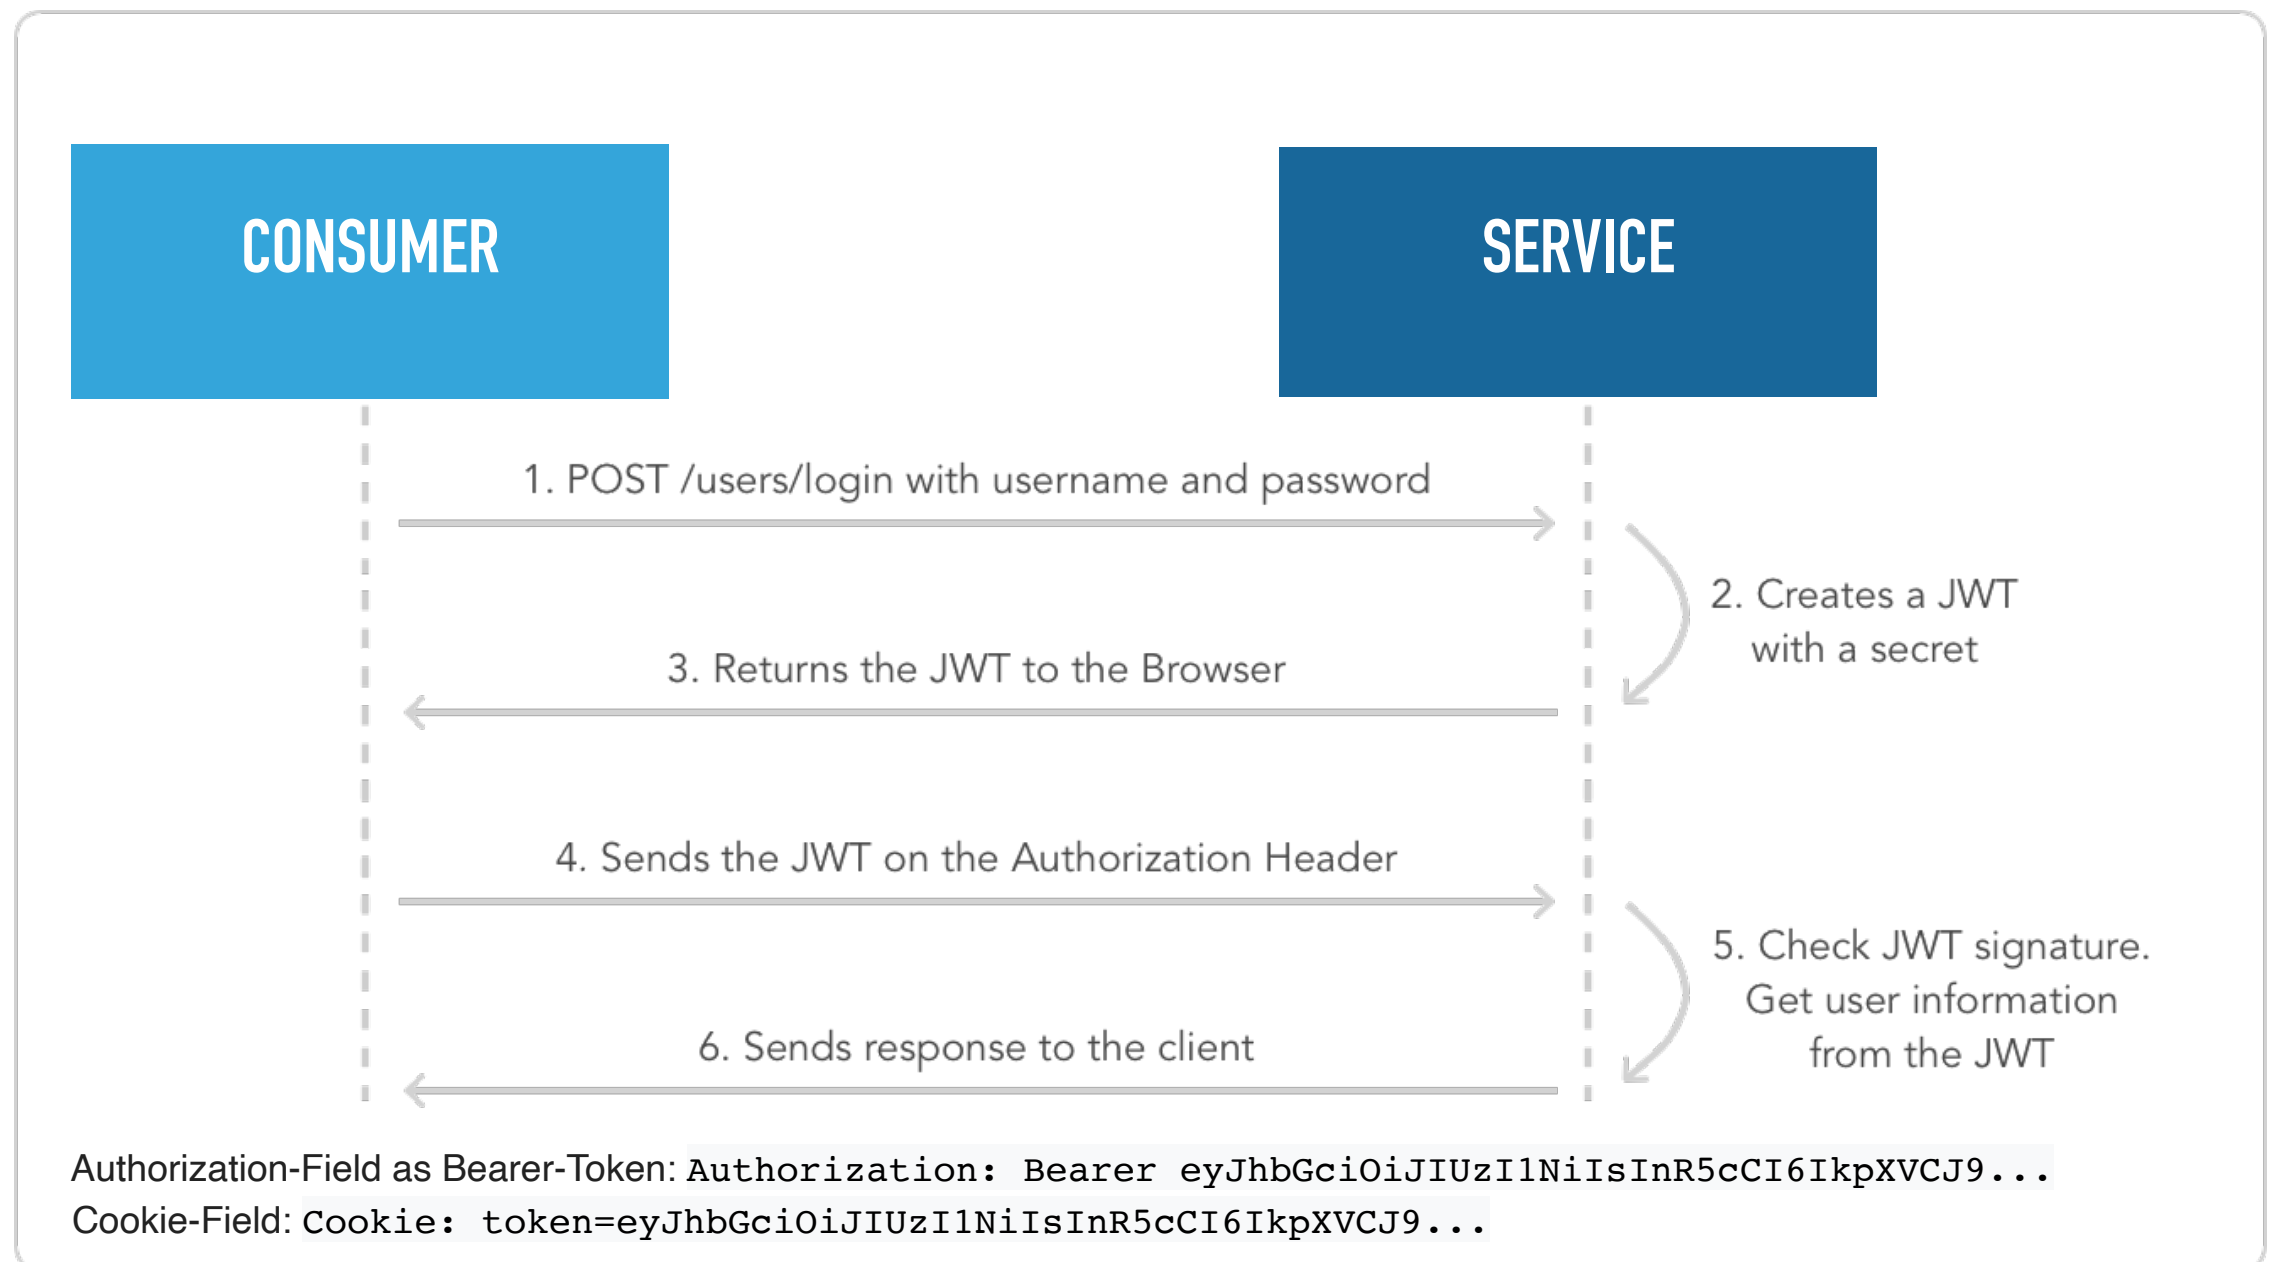 CONSUMER
SERVICE
1. POST /users/login with username and password
2. Creates a JWT
with a secret
3. Returns the JWT to the Browser
4. Sends the JWT on the Authorization Header
5. Check JWT signature.
Get user information
from the JWT
6. Sends response to the client
Authorization-Field as Bearer-Token: Authorization: Bearer eyJhbGciOiJIUzI1NiIsInR5cCI6IkpXVCJ9...
Cookie-Field: Cookie: token=eyJhbGciOiJIUzI1NiIsInR5cCI6IkpXVCJ9...